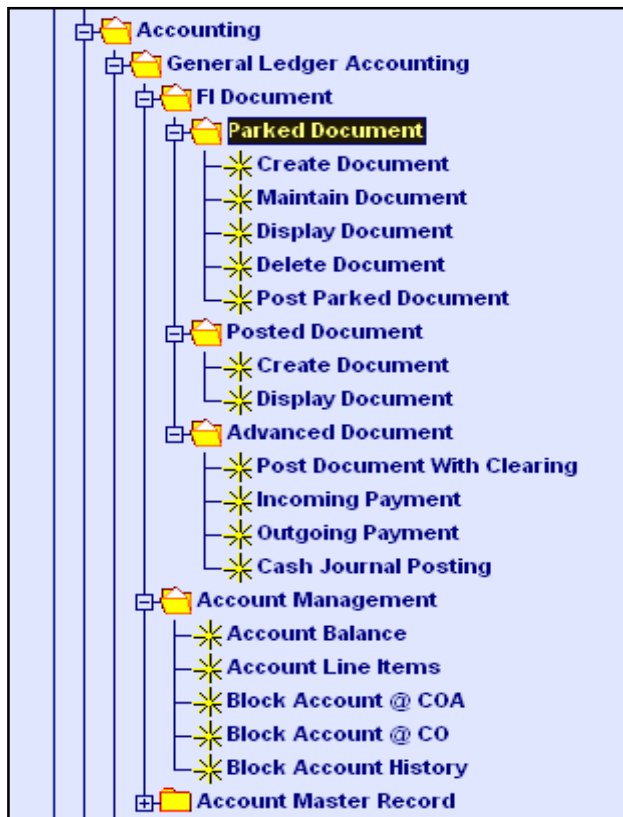 Accounting
General Ledger Accounting
FI Document
Parked Document
Create Document
Maintain Document
Display Document
Delete Document
Post Parked Document
Posted Document
Create Document
Display Document
Advanced Document
Post Document With Clearing
Incoming Payment
Outgoing Payment
Cash Journal Posting
Account Management
Account Balance
Account Line Items
Block Account @ COA
Block Account @ CO
Block Account History
Account Master Record